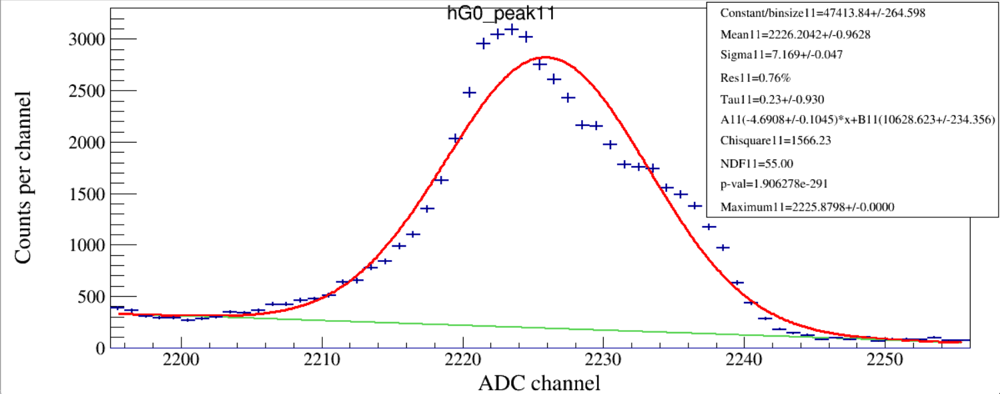 hG0_peak11
Constant/binsize11=47413.84+/-264.598
Mean11=2226.2042+/-0.9628
Sigma11=7.169+/-0.047
Res11=0.76%
Tau11=0.23+/-0.930
A11(-4.6908+/-0.1045)*x+B11(10628.623+/-234.356)
Chisquare11=1566.23
NDF11=55.00
p-val=1.906278e-291
Maximum11=2225.8798+/-0.0000
Counts per channel
3000
2500
2000
1500
1000
500
0
2200 2210 2220 2230 2240 2250
ADC channel